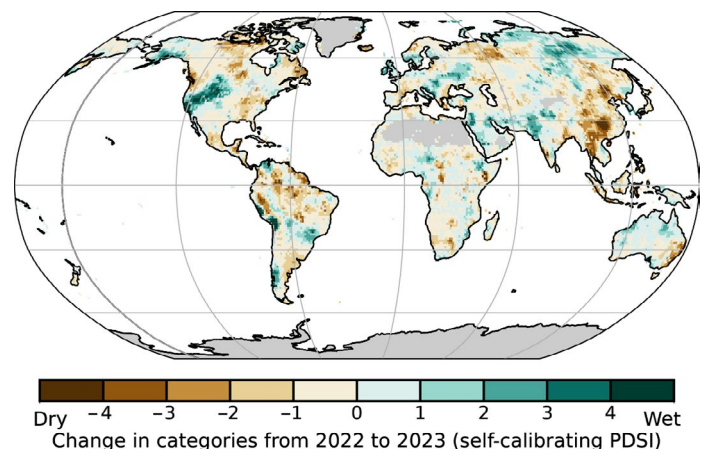 Dry −4 −3 −2 −1 0 1 2 3 4 Wet
Change in categories from 2022 to 2023 (self-calibrating PDSI)